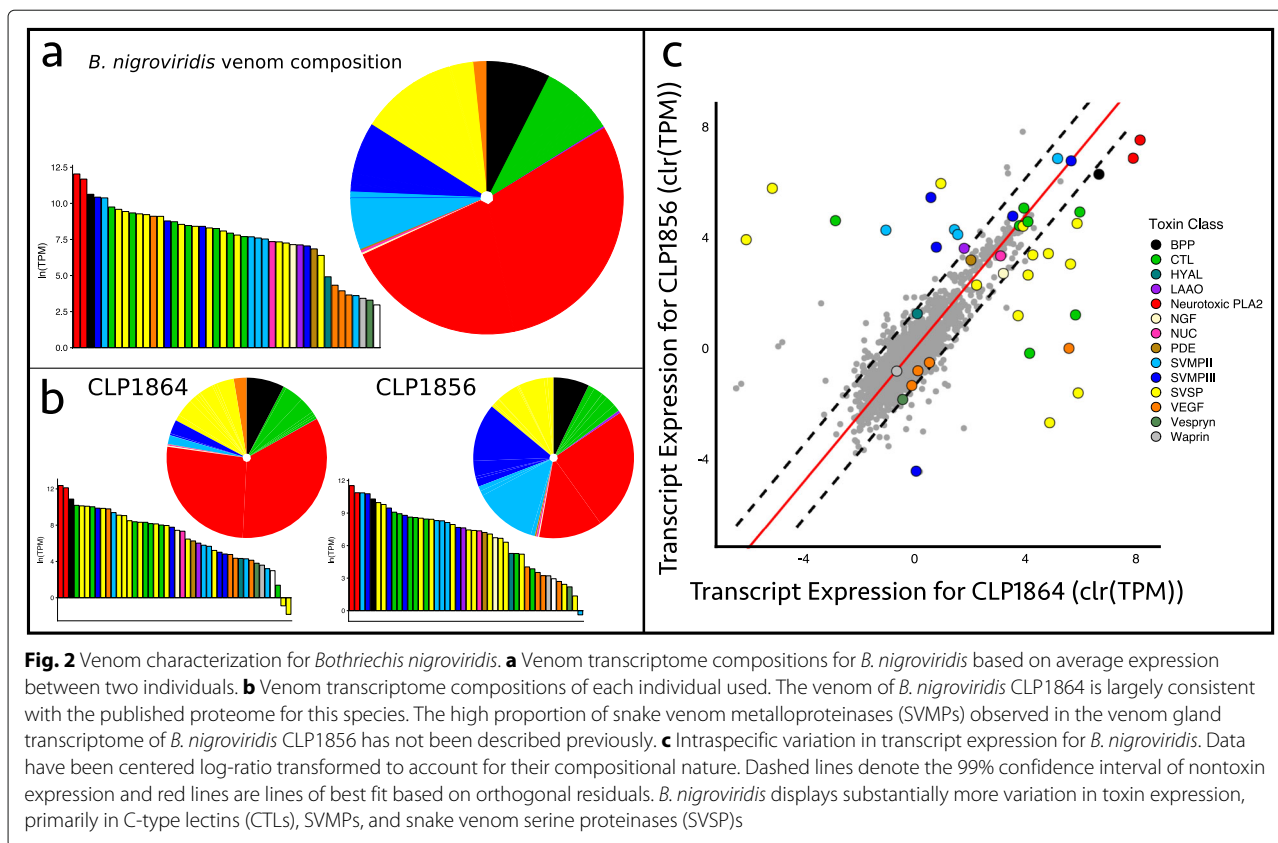 a
B. nigroviridis venom composition
12.5
10.0
7.5
5.0
2.5
0.0
ln(TPM)
b
CLP1864
12
8
4
0
ln(TPM)
CLP1856
12
9
6
3
0
ln(TPM)
c
Transcript Expression for CLP1856 (clr(TPM))
8
4
0
-4
-4
0
4
8
Transcript Expression for CLP1864 (clr(TPM))
Toxin Class
BPP
CTL
HYAL
LAAO
Neurotoxic PLA2
NGF
NUC
PDE
SVMPII
SVMPIII
SVSP
VEGF
Vespryn
Waprin
Fig. 2 Venom characterization for Bothriechis nigroviridis. a Venom transcriptome compositions for B. nigroviridis based on average expression
between two individuals. b Venom transcriptome compositions of each individual used. The venom of B. nigroviridis CLP1864 is largely consistent
with the published proteome for this species. The high proportion of snake venom metalloproteinases (SVMPs) observed in the venom gland
transcriptome of B. nigroviridis CLP1856 has not been described previously. c Intraspecific variation in transcript expression for B. nigroviridis. Data
have been centered log-ratio transformed to account for their compositional nature. Dashed lines denote the 99% confidence interval of nontoxin
expression and red lines are lines of best fit based on orthogonal residuals. B. nigroviridis displays substantially more variation in toxin expression,
primarily in C-type lectins (CTLs), SVMPs, and snake venom serine proteinases (SVSP)s